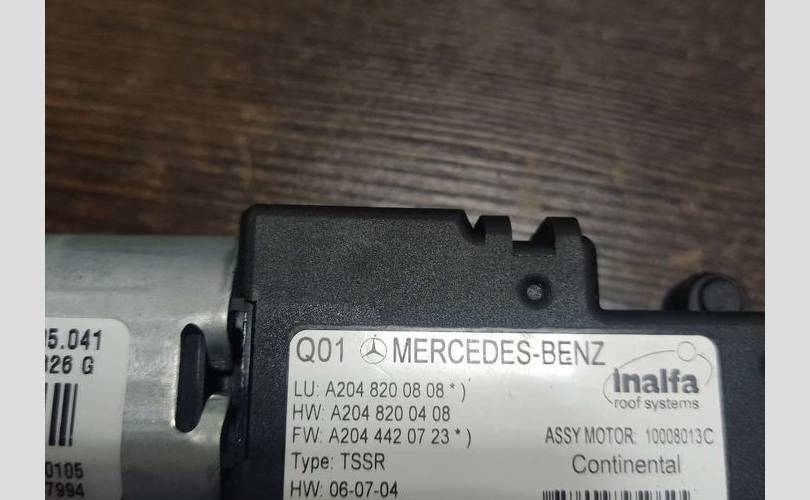 5.041
326 G
0105
7994
Q01 MERCEDES-BENZ
LU: A204 820 08 08 * )
HW: A204 820 04 08
FW: A204 442 07 23 * )
Type: TSSR
HW: 06-07-04
Inalfa
roof systems
ASSY MOTOR: 10008013C
Continental